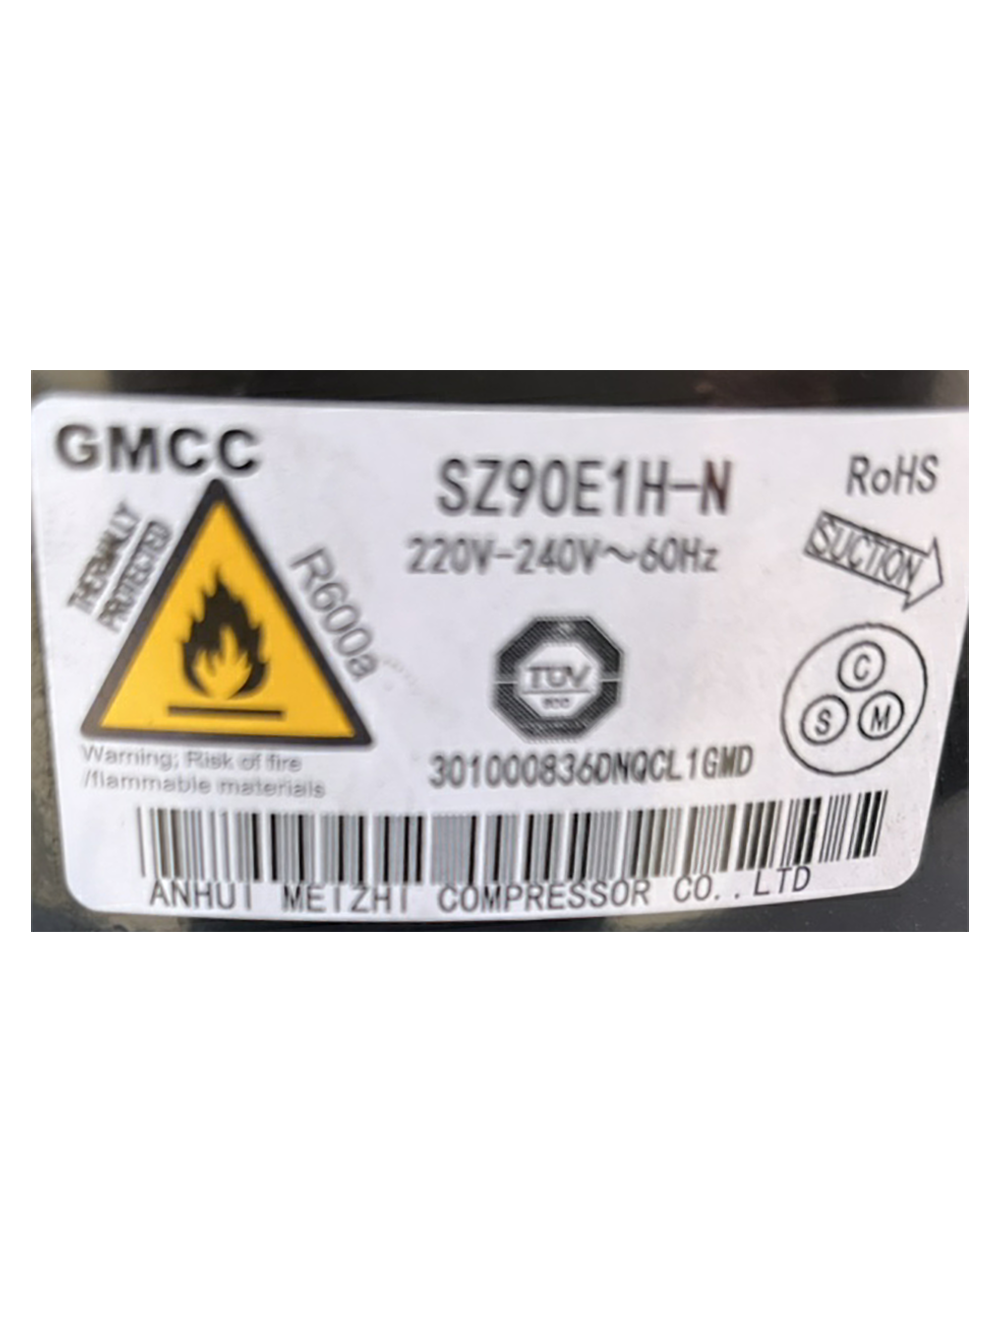 GMCC
SZ90E1H-N
RoHS
220V-240V~60Hz
SUCTION
THERMALLY
PROTECTED
R600a
TÜV
C
S M
Warning; Risk of fire
/flammable materials
301000836DNQCL1GMD
ANHUI MEIZHI COMPRESSOR CO.,LTD